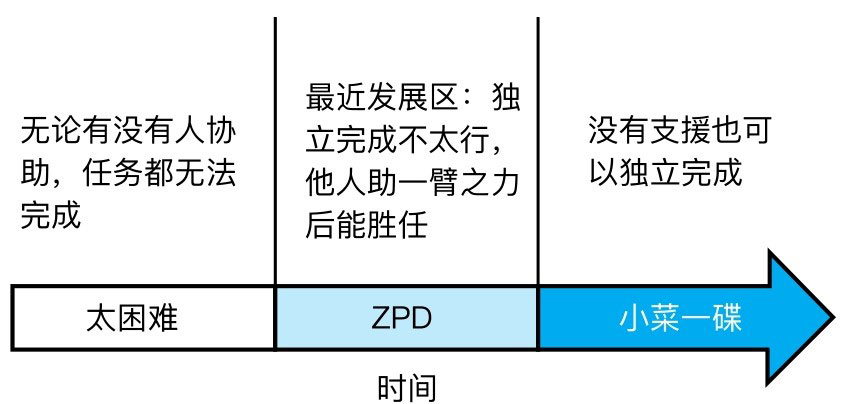 无论有没有人协
助，任务都无法
完成
最近发展区：独
立完成不太行，
他人助一臂之力
后能胜任
没有支援也可
以独立完成
太困难
ZPD
小菜一碟
时间